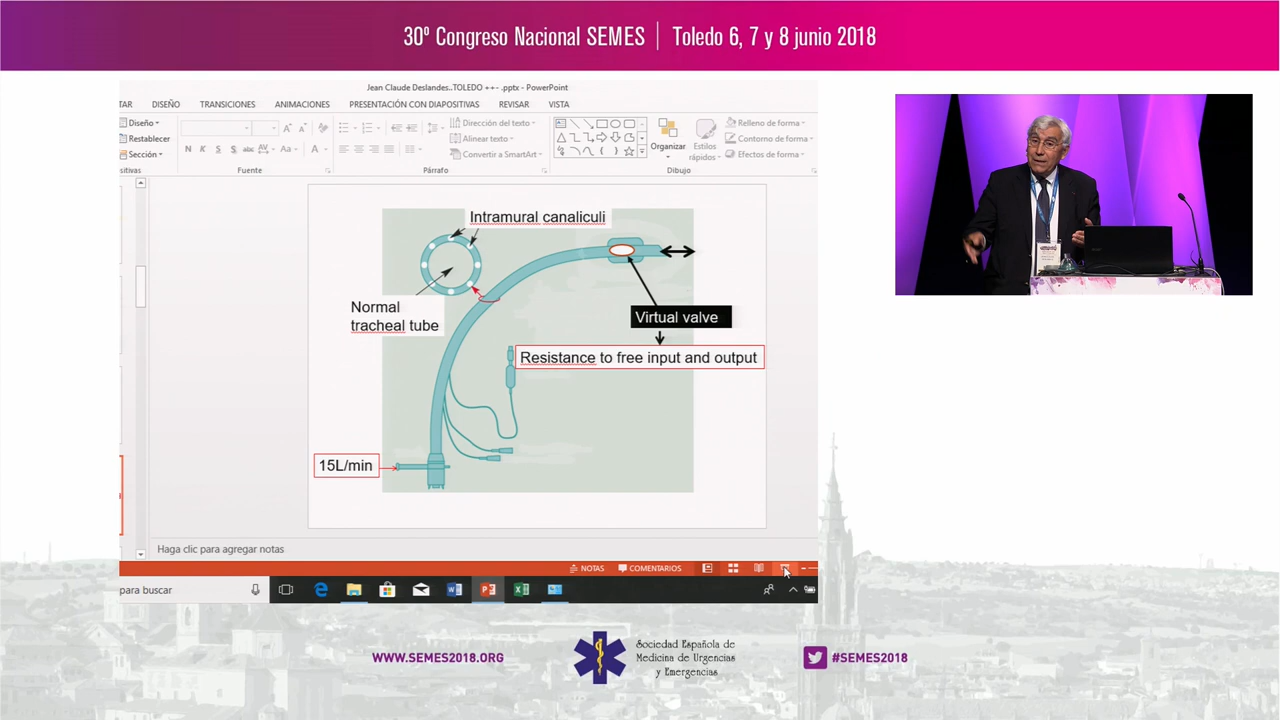 30º Congreso Nacional SEMES | Toledo 6, 7 y 8 junio 2018
Jean Claude Deslandes..TOLEDO ++- .pptx - PowerPoint
TAR DISEÑO TRANSICIONES ANIMACIONES PRESENTACIÓN CON DIAPOSITIVAS REVISAR VISTA
Diseño
Restablecer
Sección
sitivas
N K S S abc AV Aa A
Fuente
Dirección del texto
Alinear texto
Convertir a SmartArt
Párrafo
Organizar
Estilos
rápidos
Relleno de forma
Contorno de forma
Efectos de forma
Dibujo
Intramural canaliculi
Normal
tracheal tube
Virtual valve
Resistance to free input and output
15L/min
Haga clic para agregar notas
NOTAS COMENTARIOS
para buscar
WWW.SEMES2018.ORG
Sociedad Española de
Medicina de Urgencias
y Emergencias
#SEMES2018